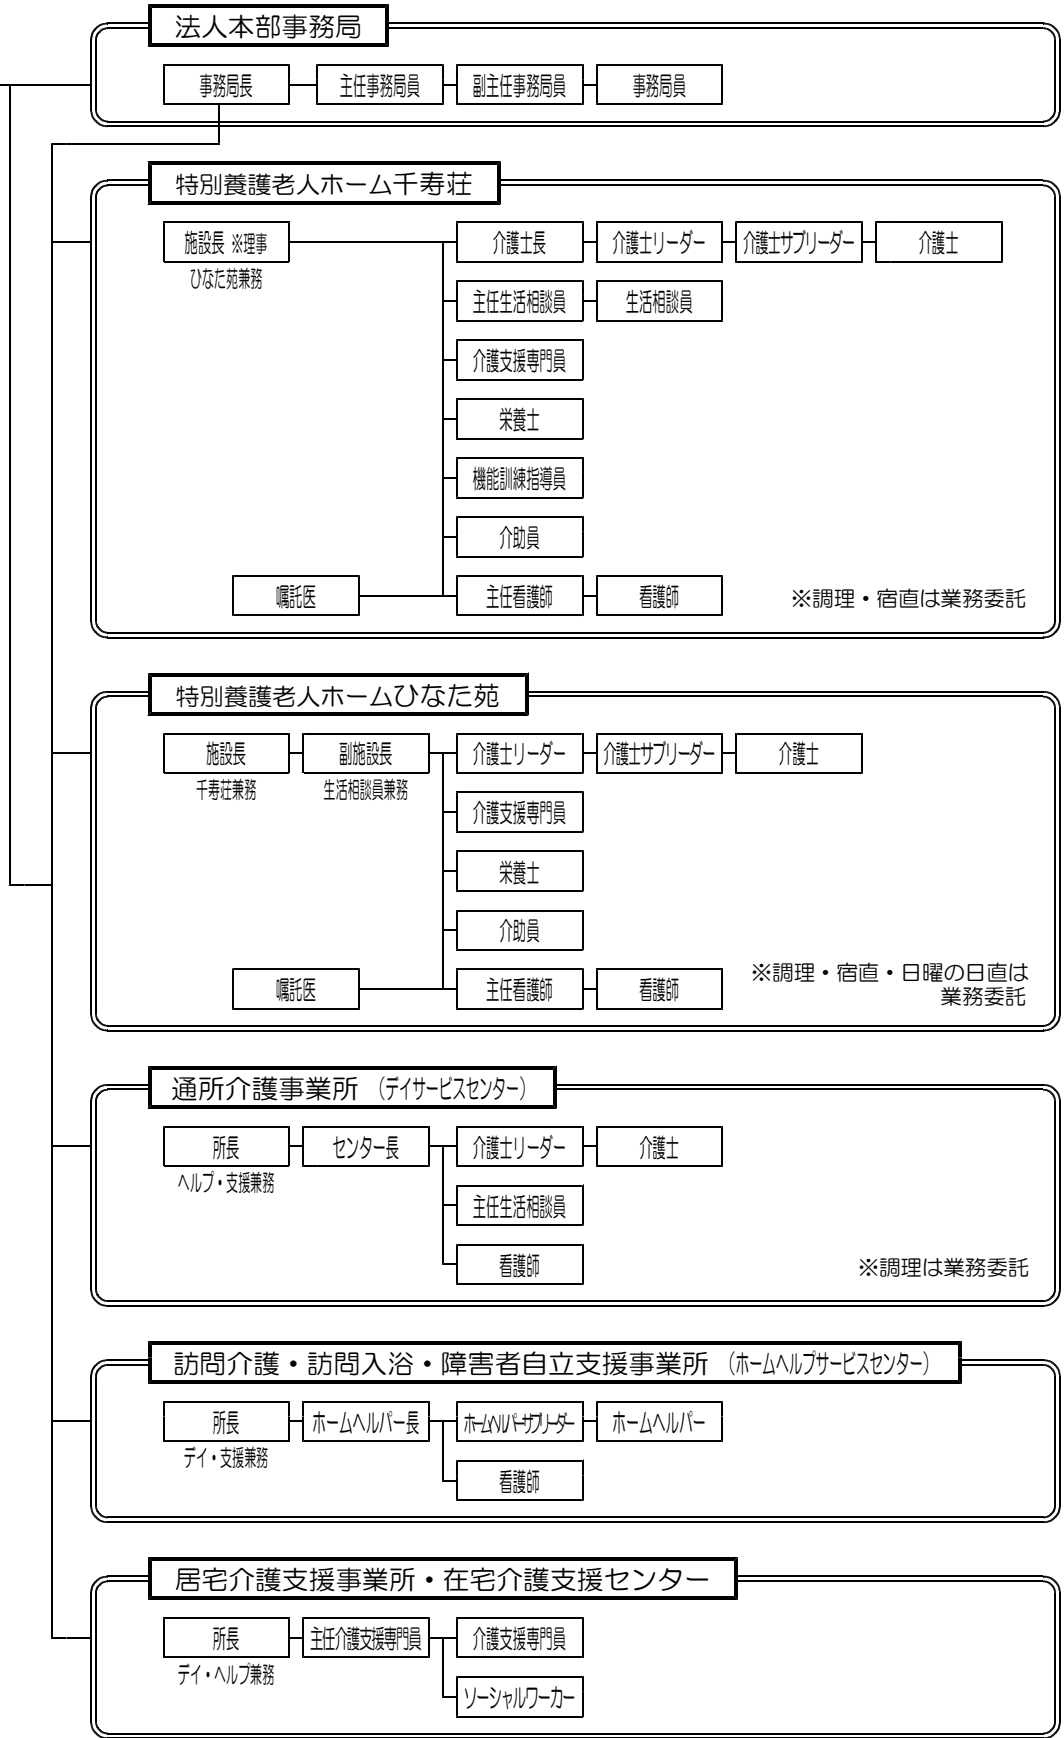 法人本部事務局
事務局長 主任事務局員 副主任事務局員 事務局員
特別養護老人ホーム千寿荘
施設長 ※理事 介護士長 介護士リーダー 介護士サブリーダー 介護士
ひなた苑兼務
主任生活相談員 生活相談員
介護支援専門員
栄養士
機能訓練指導員
介助員
嘱託医 主任看護師 看護師 ※調理・宿直は業務委託
特別養護老人ホームひなた苑
施設長 副施設長 介護士リーダー 介護士サブリーダー 介護士
千寿荘兼務 生活相談員兼務
介護支援専門員
栄養士
介助員
※調理・宿直・日曜の日直は
業務委託
嘱託医 主任看護師 看護師
通所介護事業所 (デイサービスセンター)
所長 センター長 介護士リーダー 介護士
ヘルプ・支援兼務
主任生活相談員
看護師 ※調理は業務委託
訪問介護・訪問入浴・障害者自立支援事業所 (ホームヘルプサービスセンター)
所長 ホームヘルパー長 ホームヘルパーサブリーダー ホームヘルパー
デイ・支援兼務
看護師
居宅介護支援事業所・在宅介護支援センター
所長 主任介護支援専門員 介護支援専門員
デイ・ヘルプ兼務
ソーシャルワーカー